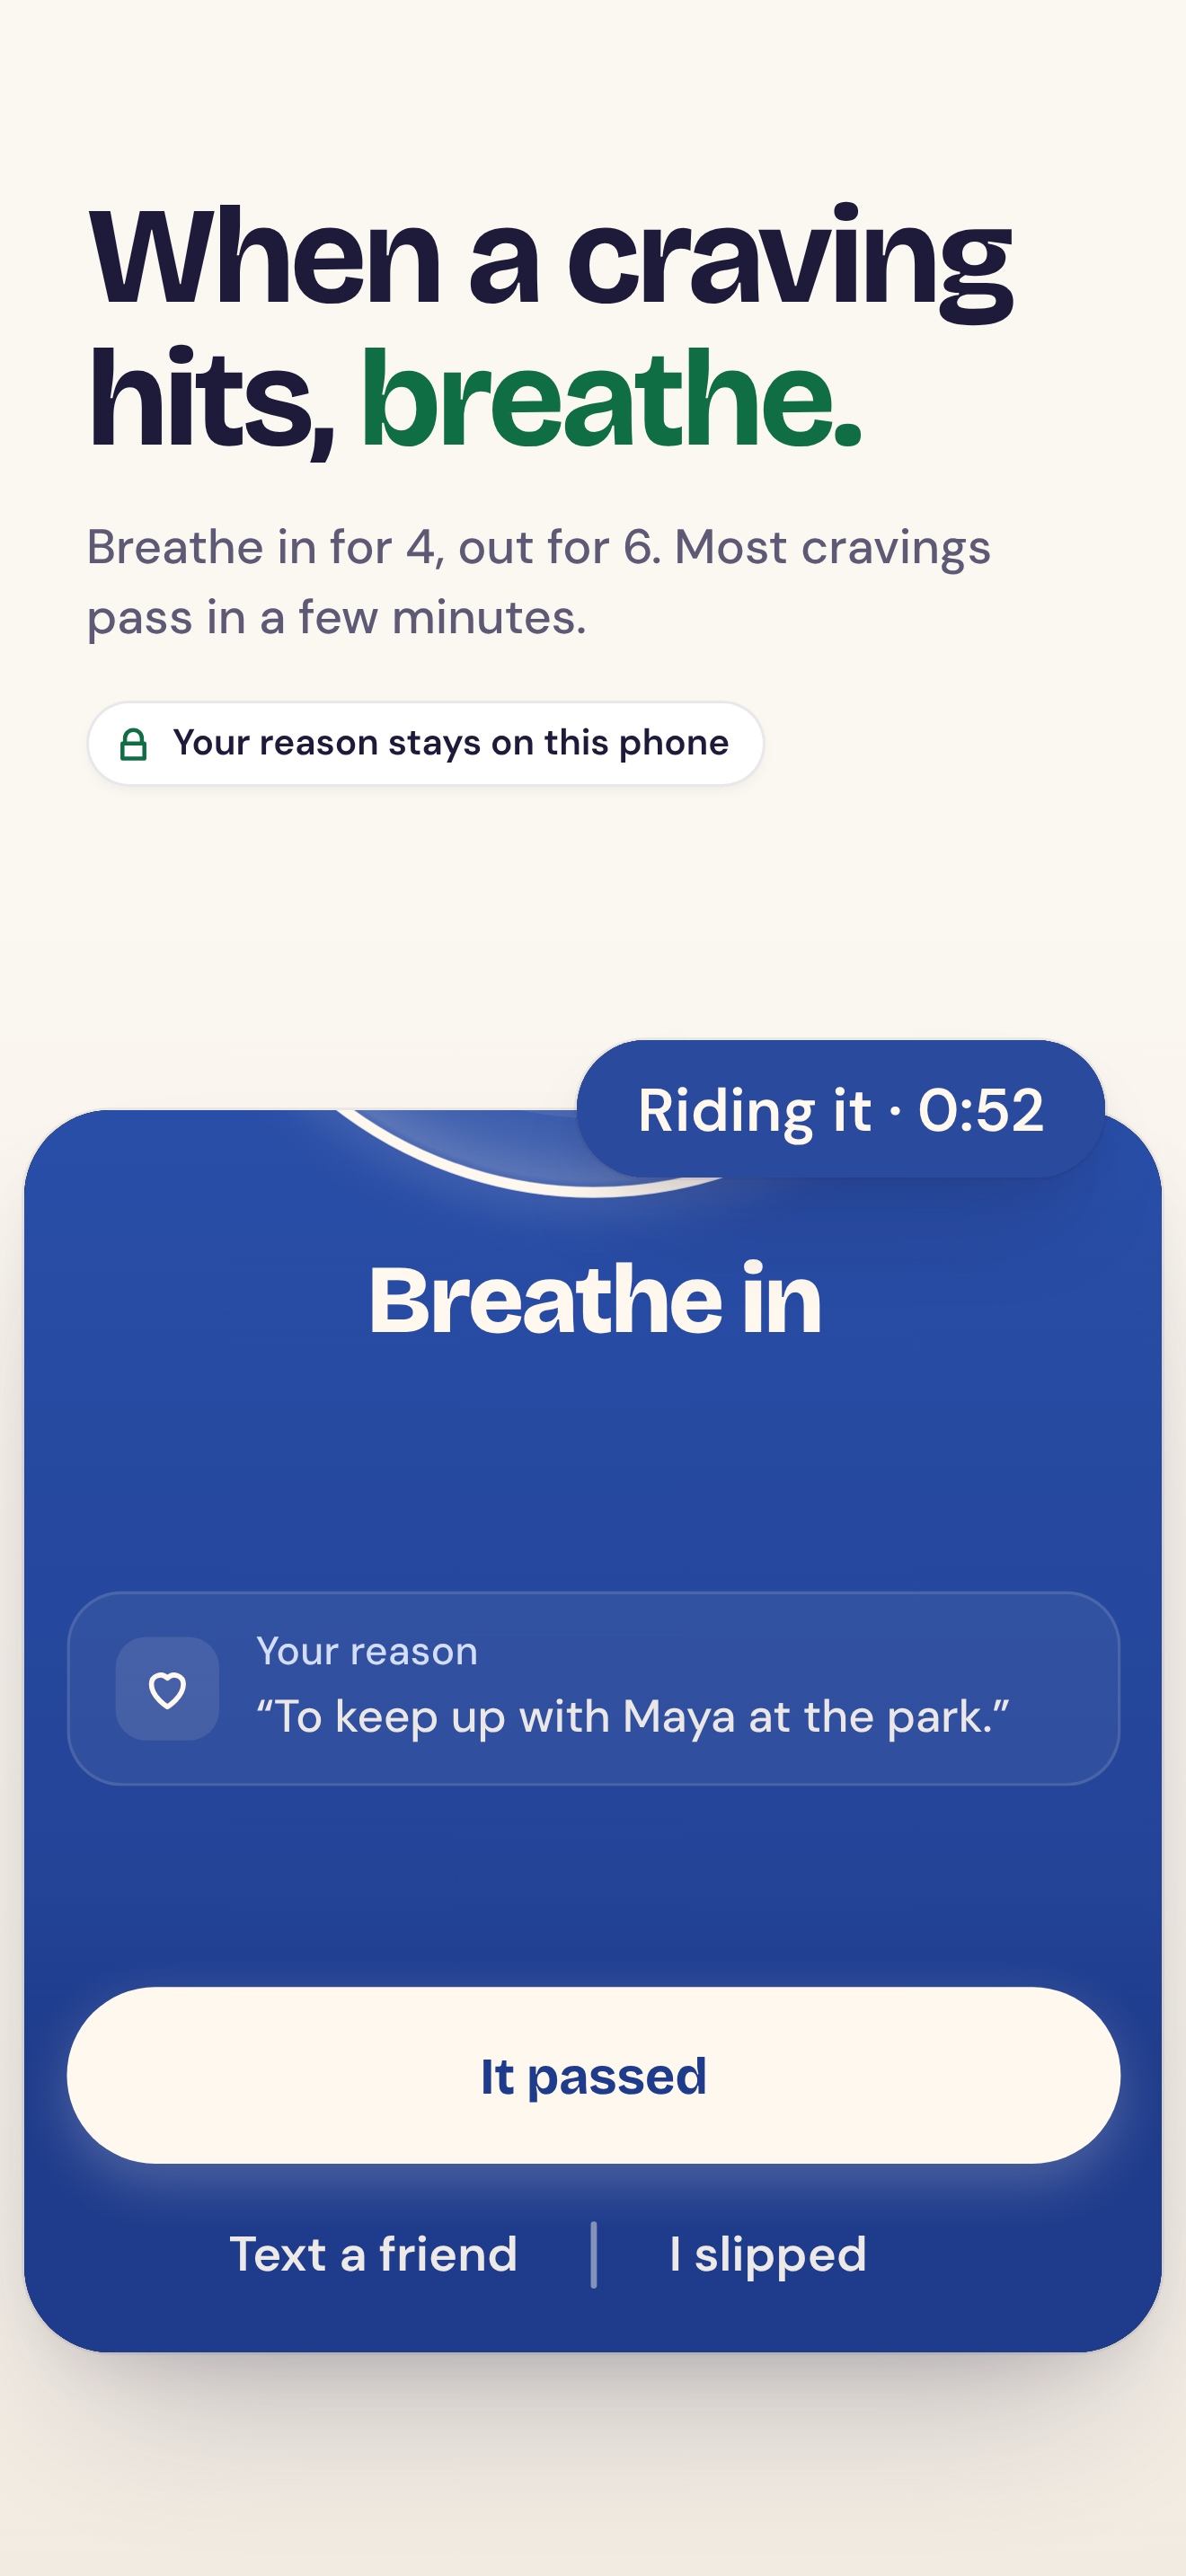 When a craving
hits, breathe.
Breathe in for 4, out for 6. Most cravings
pass in a few minutes.
Your reason stays on this phone
Riding it · 0:52
Breathe in
Your reason
“To keep up with Maya at the park.”
It passed
Text a friend | I slipped